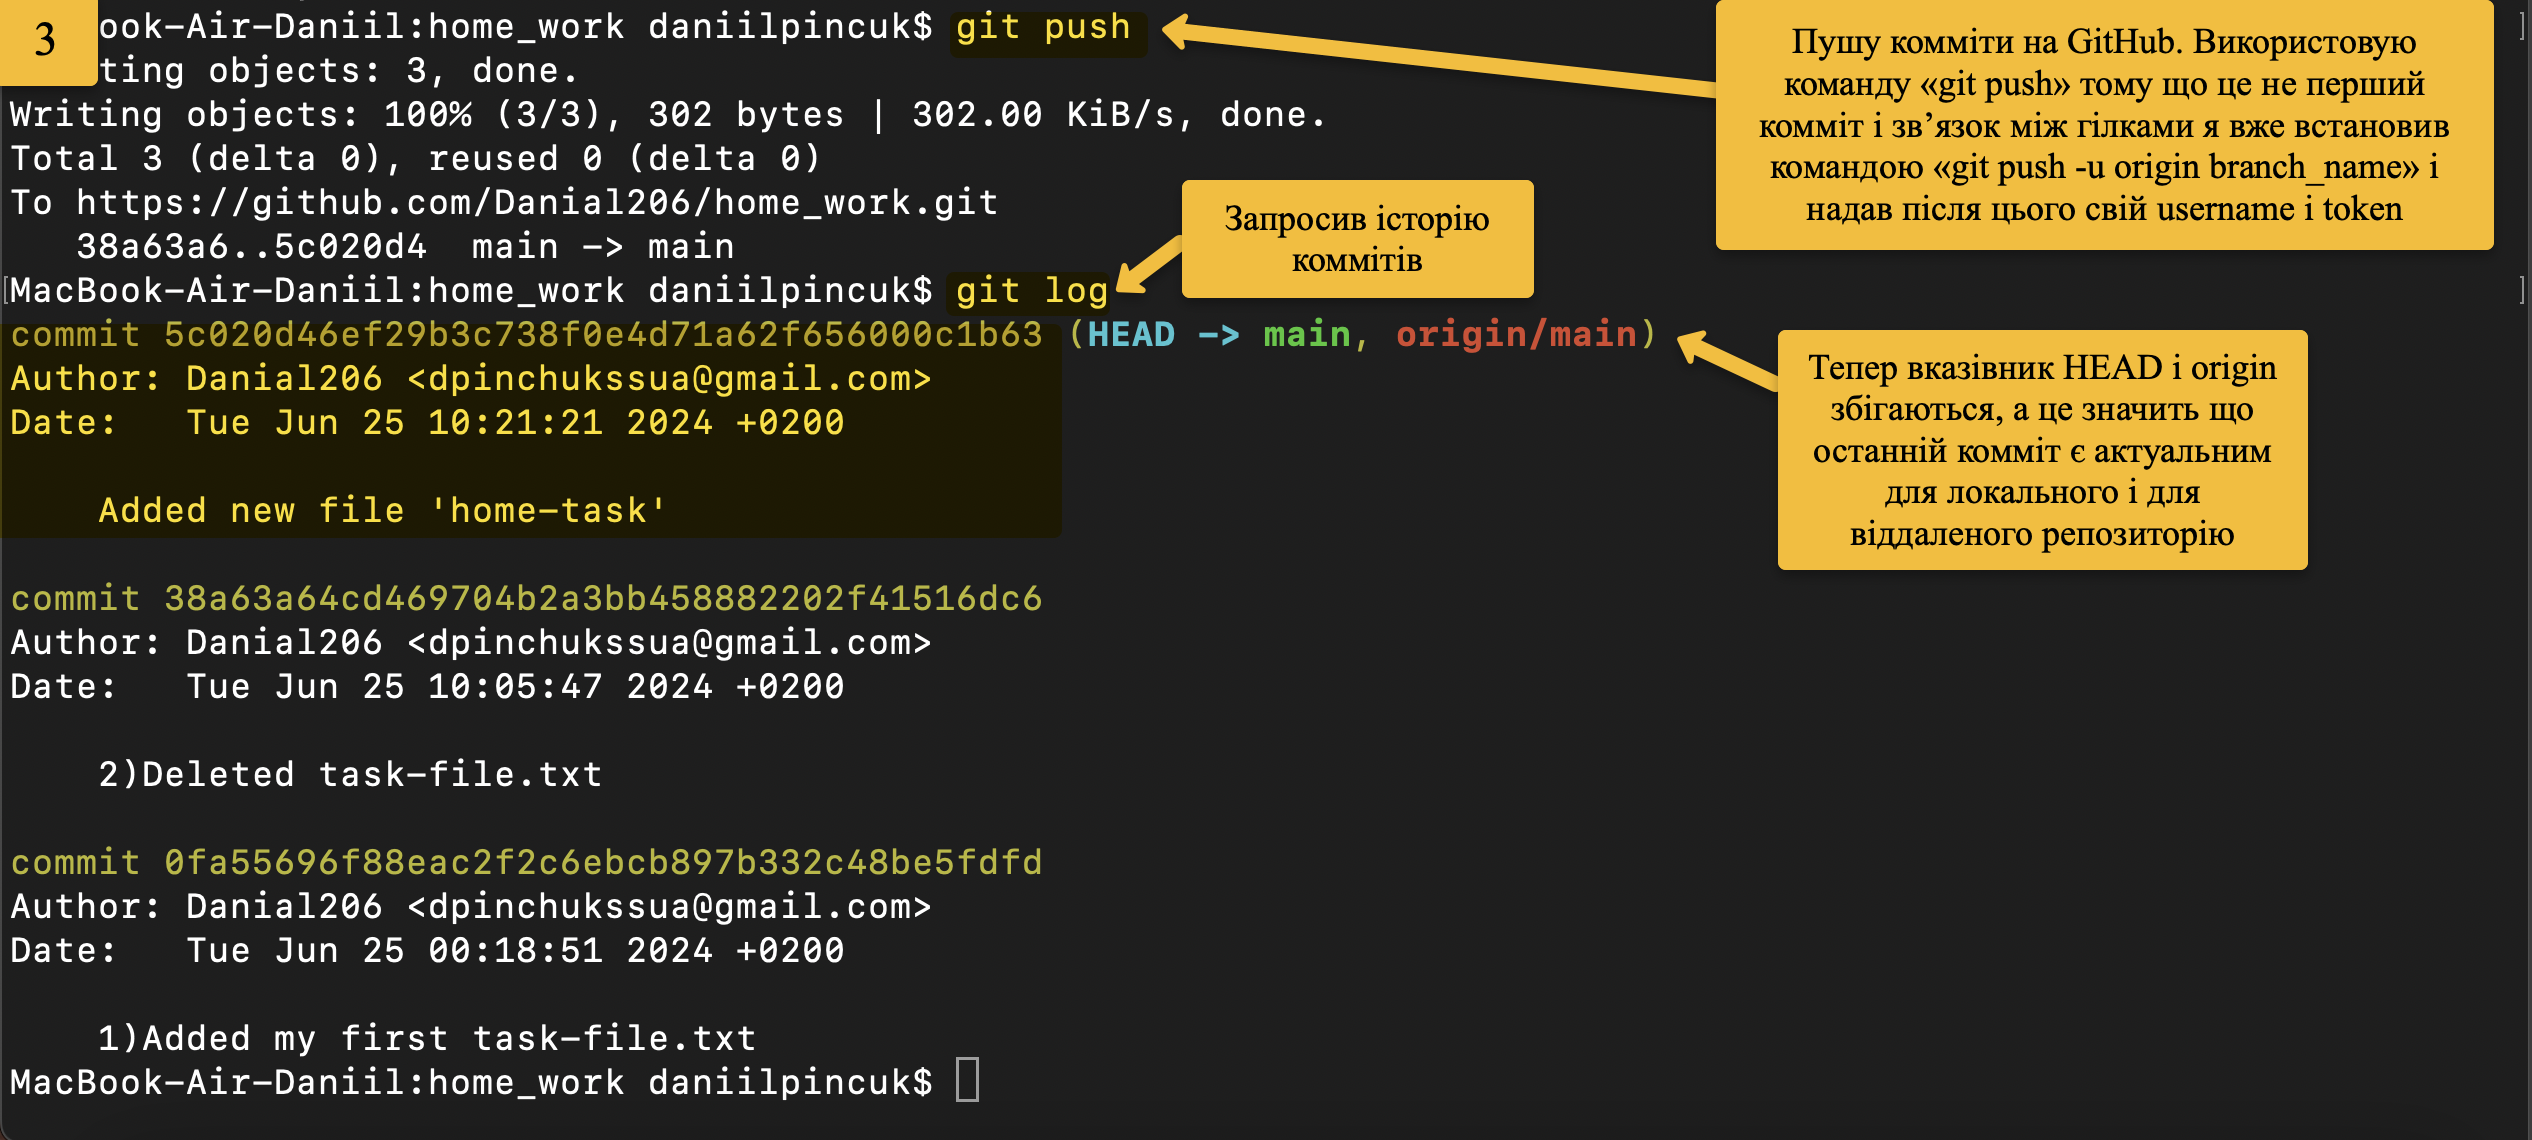 3
ook-Air-Daniil:home_work daniilpincuk$ git push
ting objects: 3, done.
Writing objects: 100% (3/3), 302 bytes | 302.00 KiB/s, done.
Total 3 (delta 0), reused 0 (delta 0)
To https://github.com/Danial206/home_work.git
   38a63a6..5c020d4  main -> main
[MacBook-Air-Daniil:home_work daniilpincuk$ git log ]
commit 5c020d46ef29b3c738f0e4d71a62f656000c1b63 (HEAD -> main, origin/main)
Author: Danial206 <dpinchukssua@gmail.com>
Date:   Tue Jun 25 10:21:21 2024 +0200
    Added new file 'home-task'
commit 38a63a64cd469704b2a3bb458882202f41516dc6
Author: Danial206 <dpinchukssua@gmail.com>
Date:   Tue Jun 25 10:05:47 2024 +0200
    2)Deleted task-file.txt
commit 0fa55696f88eac2f2c6ebcb897b332c48be5fdfd
Author: Danial206 <dpinchukssua@gmail.com>
Date:   Tue Jun 25 00:18:51 2024 +0200
    1)Added my first task-file.txt
MacBook-Air-Daniil:home_work daniilpincuk$
Пушу комміти на GitHub. Використовую
команду «git push» тому що це не перший
комміт і зв’язок між гілками я вже встановив
командою «git push -u origin branch_name» і
надав після цього свій username і token
Запросив історію
коммітів
Тепер вказівник HEAD і origin
збігаються, а це значить що
останній комміт є актуальним
для локального і для
віддаленого репозиторію